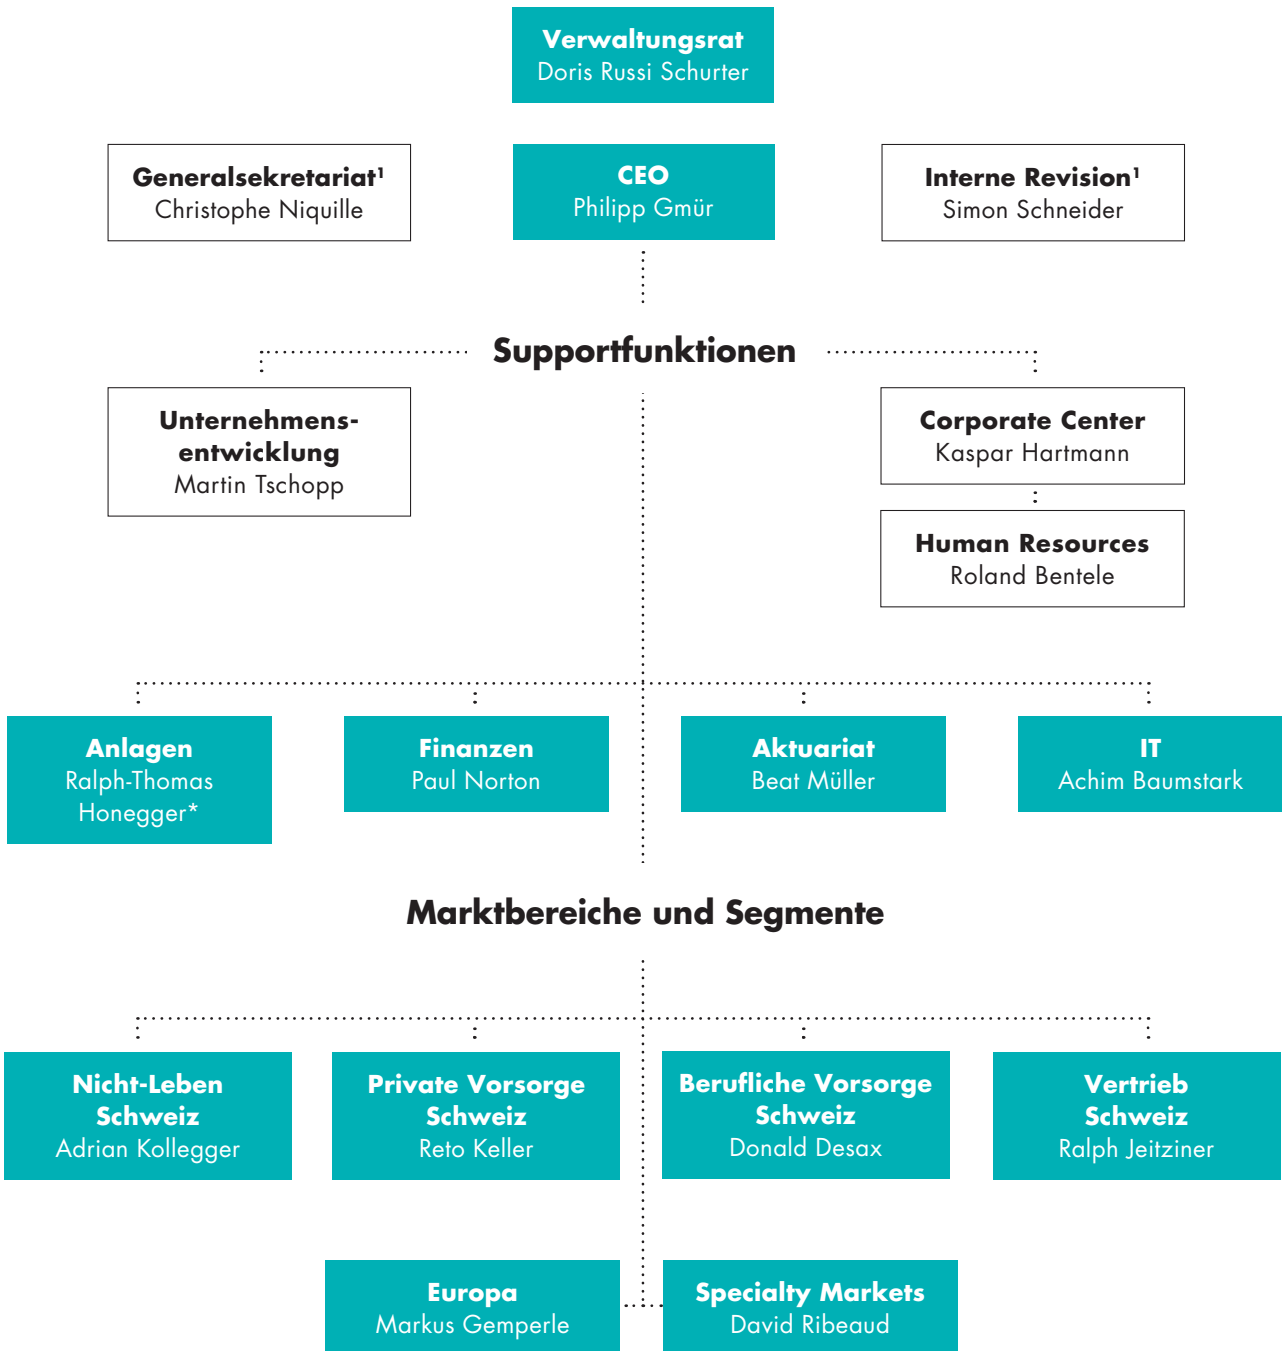 Verwaltungsrat
Doris Russi Schurter
Generalsekretariat¹
Christophe Niquille
CEO
Philipp Gmür
Interne Revision¹
Simon Schneider
Supportfunktionen
Unternehmens-
entwicklung
Martin Tschopp
Corporate Center
Kaspar Hartmann
Human Resources
Roland Bentele
Anlagen
Ralph-Thomas
Honegger*
Finanzen
Paul Norton
Aktuariat
Beat Müller
IT
Achim Baumstark
Marktbereiche und Segmente
Nicht-Leben
Schweiz
Adrian Kollegger
Private Vorsorge
Schweiz
Reto Keller
Berufliche Vorsorge
Schweiz
Donald Desax
Vertrieb
Schweiz
Ralph Jeitziner
Europa
Markus Gemperle
Specialty Markets
David Ribeaud